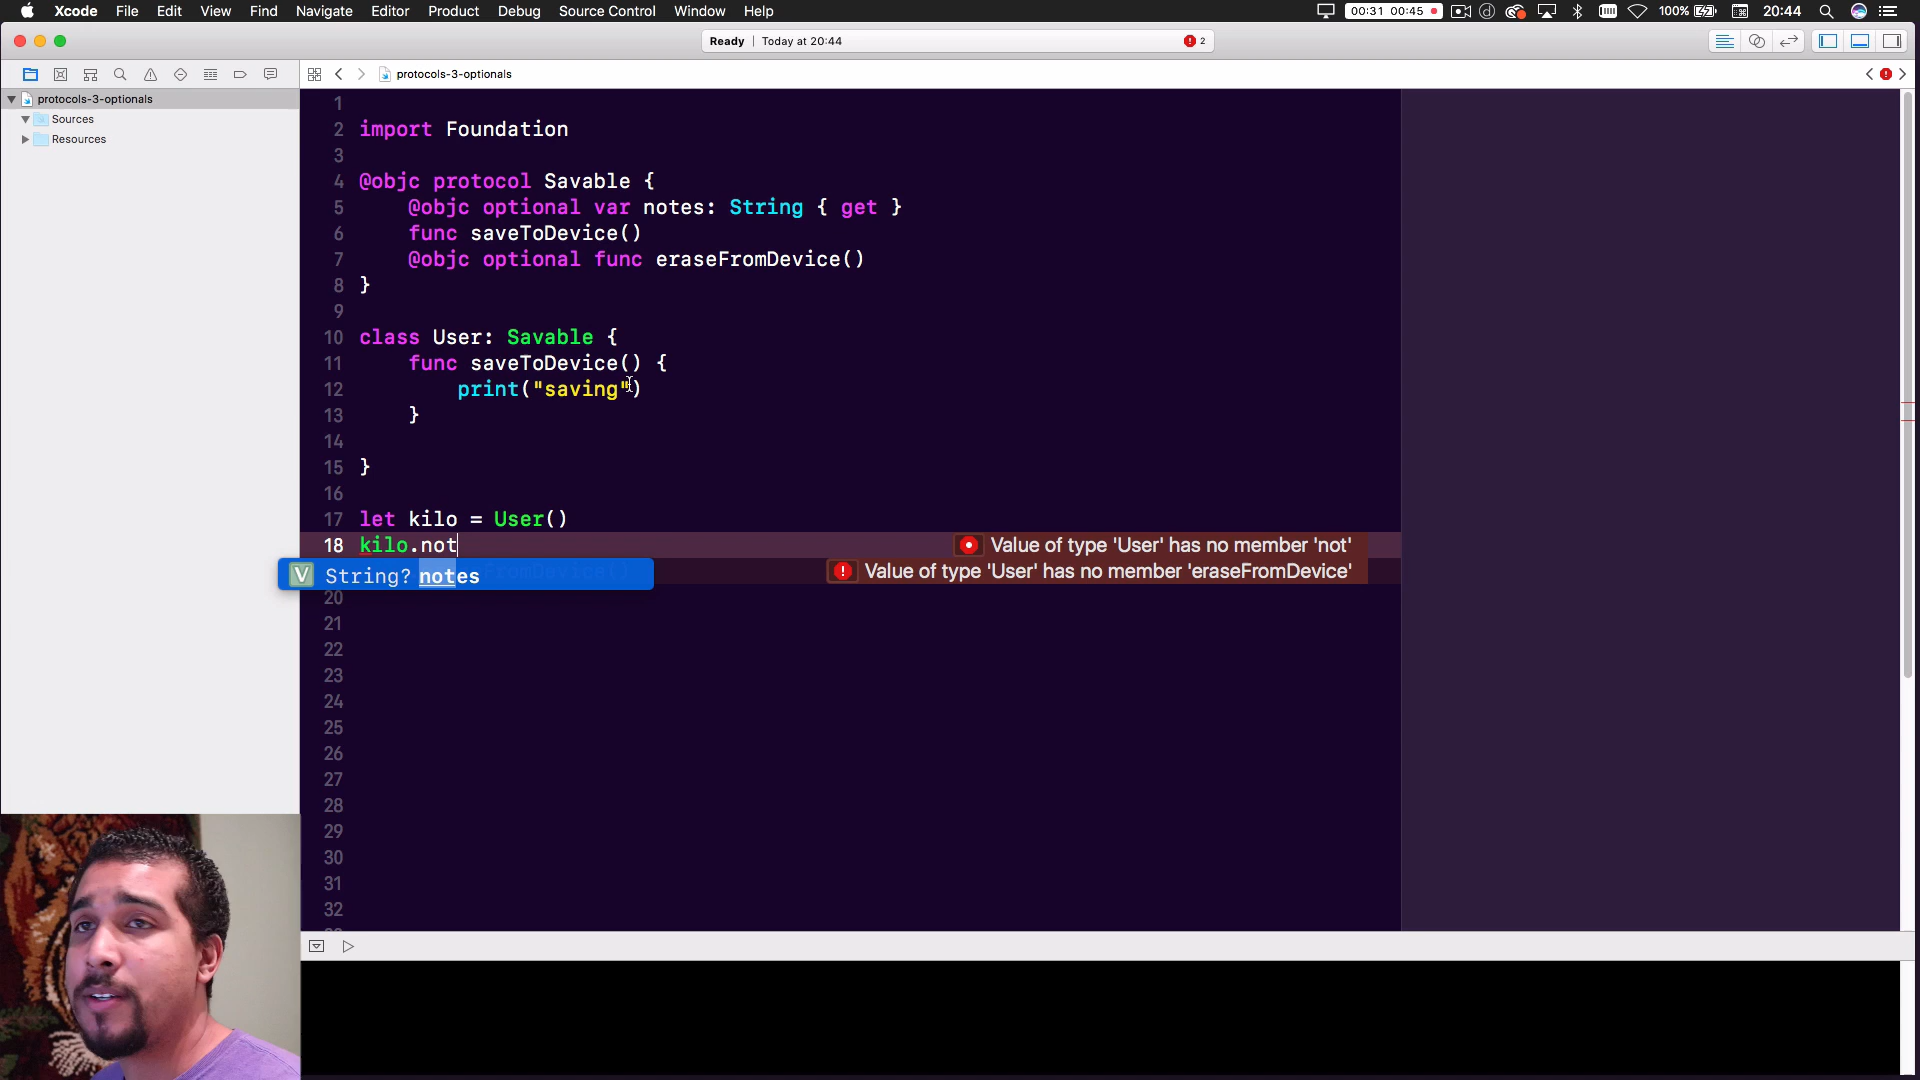 Xcode File Edit View Find Navigate Editor Product Debug Source Control Window Help 00:31 00:45 100% 20:44
Ready | Today at 20:44 2
protocols-3-optionals
protocols-3-optionals
Sources
Resources
1
2 import Foundation
3
4 @objc protocol Savable {
5 @objc optional var notes: String { get }
6 func saveToDevice()
7 @objc optional func eraseFromDevice()
8 }
9
10 class User: Savable {
11 func saveToDevice() {
12 print("saving")
13 }
14
15 }
16
17 let kilo = User()
18 kilo.not Value of type 'User' has no member 'not'
V String? notes Value of type 'User' has no member 'eraseFromDevice'
20
21
22
23
24
25
26
27
28
29
30
31
32